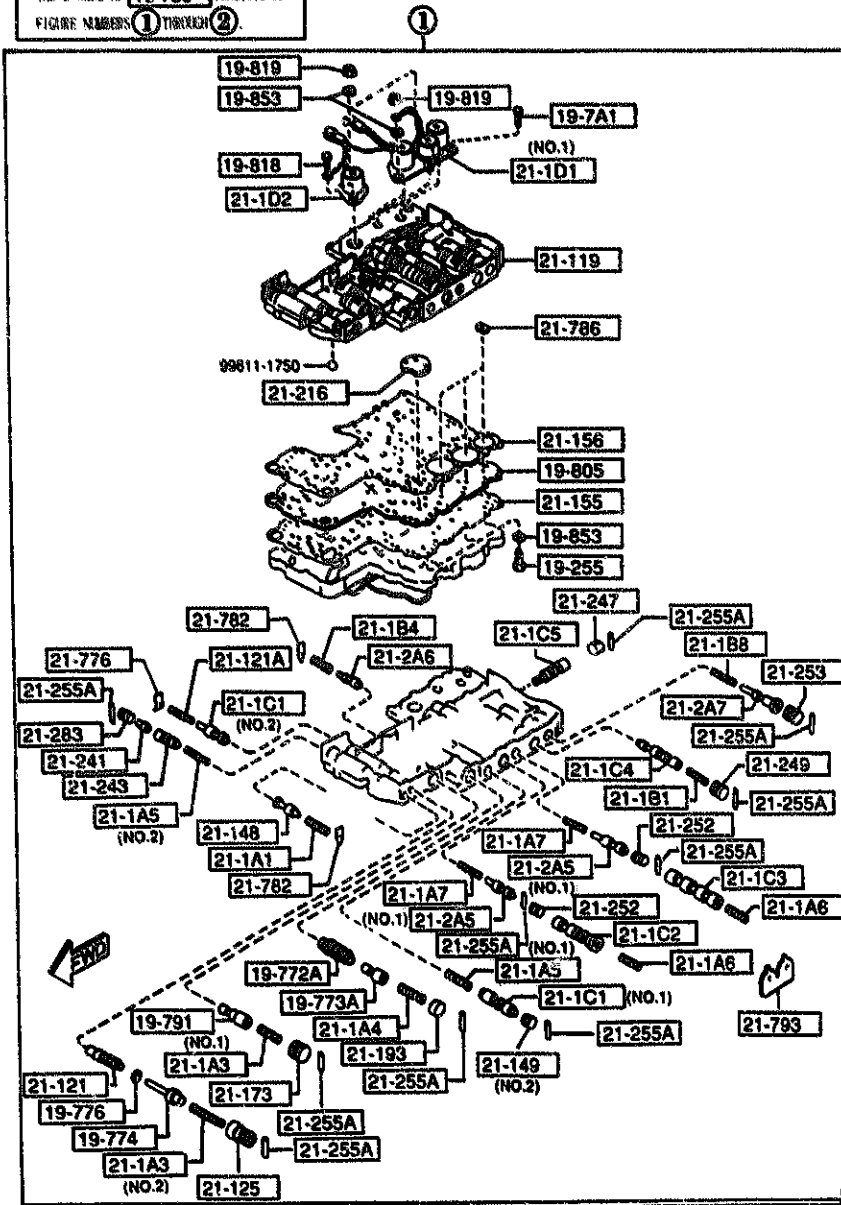 FIGURE NUMBERS ① THROUGH ②.
①
19-819
19-853
19-819
19-7A1
(NO.1)
19-818
21-1D1
21-1D2
21-119
21-786
99611-1750
21-216
21-156
19-805
21-155
19-853
19-255
21-247
21-255A
21-782
21-1B4
21-1C5
21-1B8
21-776
21-121A
21-2A6
21-253
21-255A
21-1C1
(NO.2)
21-2A7
21-283
21-255A
21-241
21-243
21-1C4
21-249
21-1A5
(NO.2)
21-1B1
21-255A
21-148
21-1A7
21-252
21-1A1
21-2A5
(NO.1)
21-255A
21-782
21-1A7
21-1C3
(NO.1)
21-2A5
21-252
21-1A6
21-255A
(NO.1)
21-1C2
FWD
19-772A
21-1A5
21-1A6
19-773A
21-1C1
(NO.1)
19-791
(NO.1)
21-1A4
21-793
21-1A3
21-193
21-255A
21-121
21-173
21-255A
21-149
(NO.2)
19-776
21-255A
19-774
21-255A
21-1A3
(NO.2)
21-125